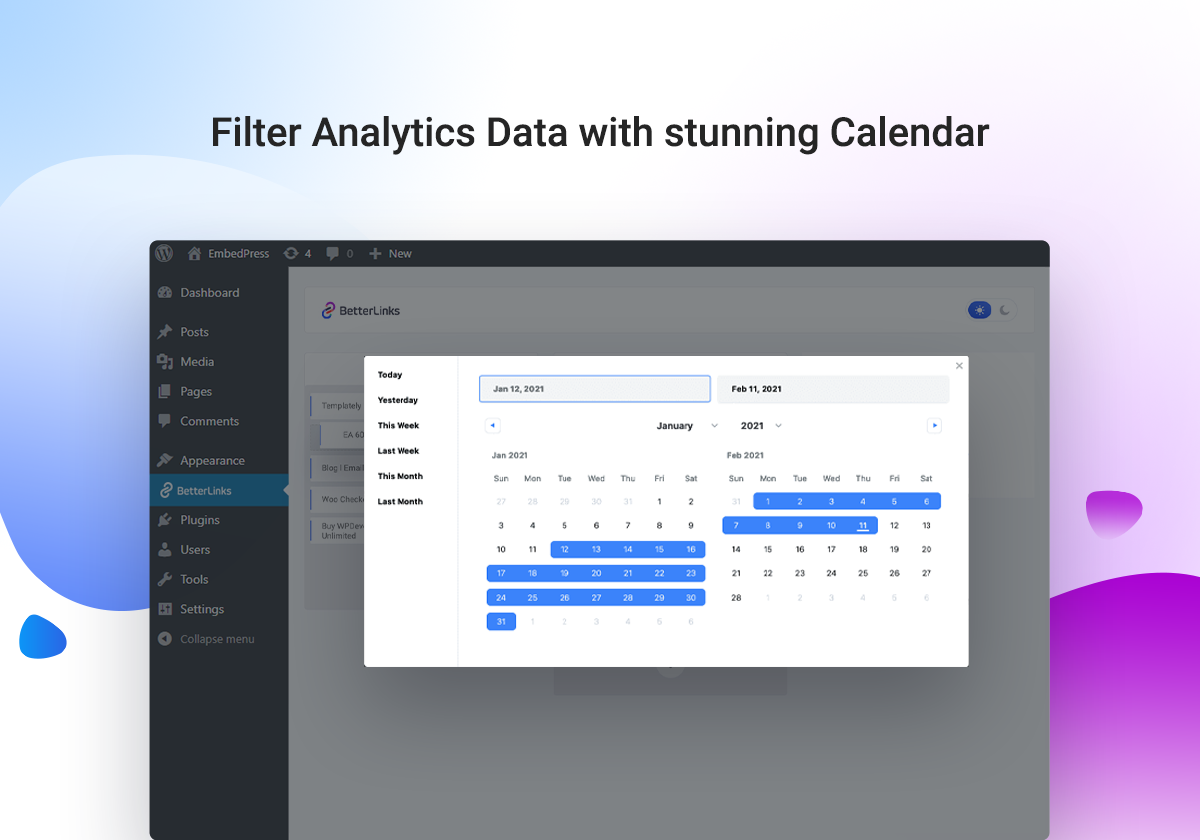 Filter Analytics Data with stunning Calendar
EmbedPress 4 0 New
Dashboard
Posts
Media
Pages
Comments
Appearance
BetterLinks
Plugins
Users
Tools
Settings
Collapse menu
BetterLinks
Templately
EA 60
Blog | Email
Woo Checko
Buy WPDev
Unlimited
Today
Yesterday
This Week
Last Week
This Month
Last Month
Jan 12, 2021 Feb 11, 2021
January 2021
Jan 2021
Sun Mon Tue Wed Thu Fri Sat
27 28 29 30 31 1 2
3 4 5 6 7 8 9
10 11 12 13 14 15 16
17 18 19 20 21 22 23
24 25 26 27 28 29 30
31 1 2 3 4 5 6
Feb 2021
Sun Mon Tue Wed Thu Fri Sat
31 1 2 3 4 5 6
7 8 9 10 11 12 13
14 15 16 17 18 19 20
21 22 23 24 25 26 27
28 1 2 3 4 5 6